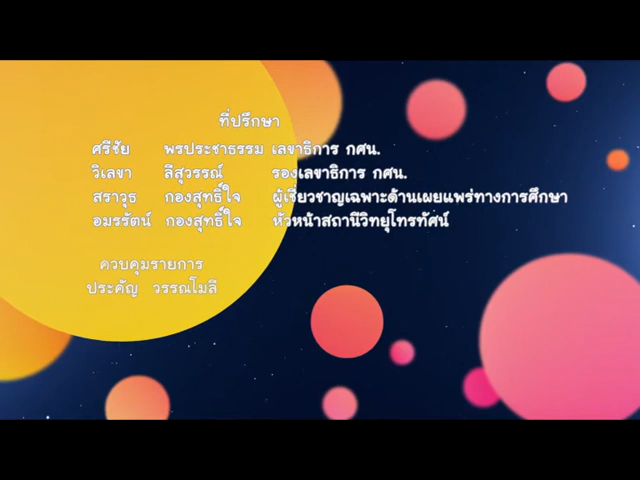 ที่ปรึกษา
ศรีชัย พรประชาธรรม เลขาธิการ กศน.
วิเลขา ลีสุวรรณ์ รองเลขาธิการ กศน.
สราวุธ กองสุทธิ์ใจ ผู้เชี่ยวชาญเฉพาะด้านเผยแพร่ทางการศึกษา
อมรรัตน์ กองสุทธิ์ใจ หัวหน้าสถานีวิทยุโทรทัศน์
ควบคุมรายการ
ประคัญ วรรณโมลี